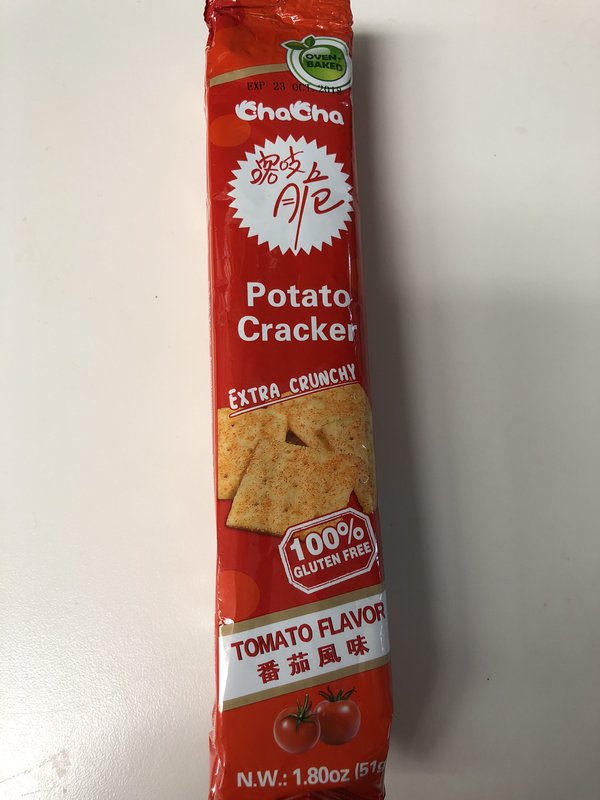 OVEN-
BAKED
EXP 23 OCT 2019
ChaCha
喀吱
脆
Potato
Cracker
EXTRA CRUNCHY
100%
GLUTEN FREE
TOMATO FLAVOR
番茄風味
N.W.: 1.80oz (51g